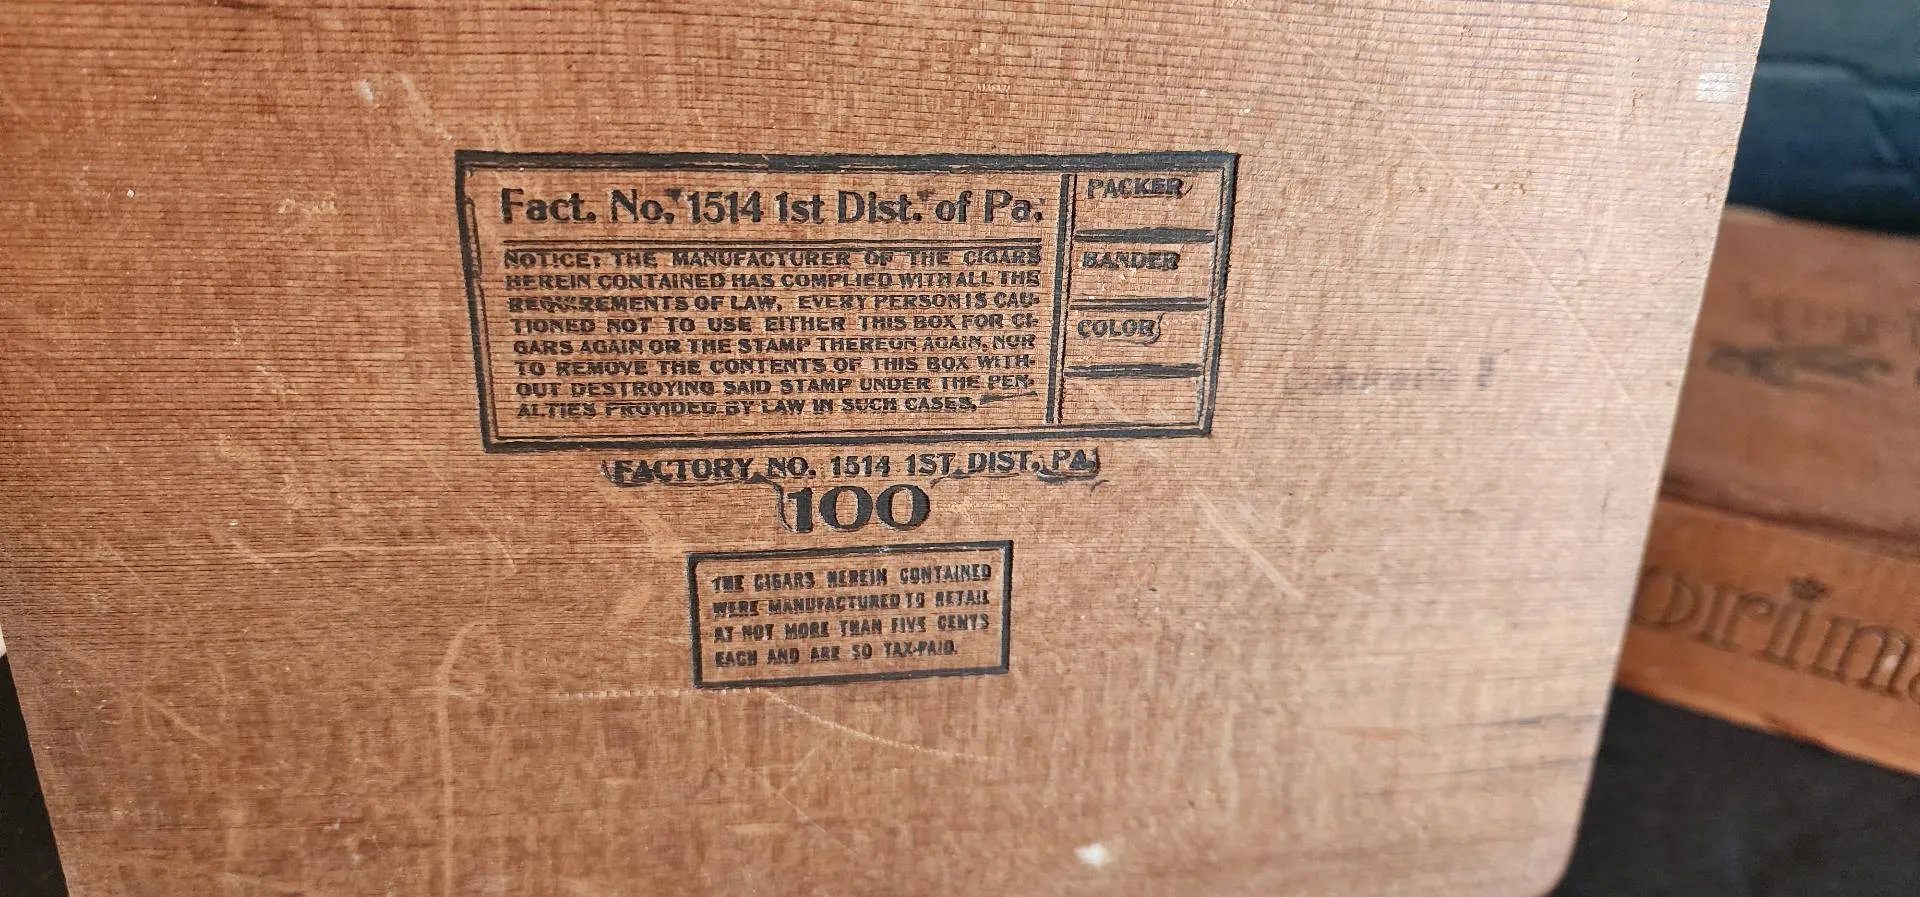 Fact. No. 1514 1st Dist. of Pa.
NOTICE: THE MANUFACTURER OF THE CIGARS
HEREIN CONTAINED HAS COMPLIED WITH ALL THE
REQUIREMENTS OF LAW. EVERY PERSON IS CAU-
TIONED NOT TO USE EITHER THIS BOX FOR CI-
GARS AGAIN OR THE STAMP THEREON AGAIN, NOR
TO REMOVE THE CONTENTS OF THIS BOX WITH-
OUT DESTROYING SAID STAMP UNDER THE PEN-
ALTIES PROVIDED BY LAW IN SUCH CASES.
PACKER
BANDER
COLOR
FACTORY NO. 1514 1ST. DIST. PA.
100
THE CIGARS HEREIN CONTAINED
WERE MANUFACTURED TO RETAIL
AT NOT MORE THAN FIVE CENTS
EACH AND ARE SO TAX-PAID.